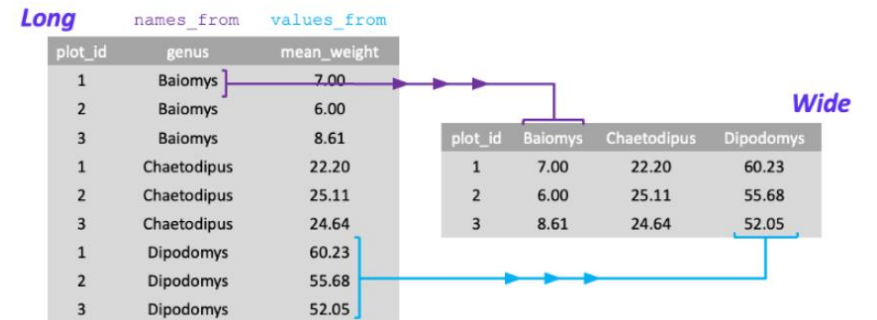 Long names_from values_from
plot_id genus mean_weight
1 Baiomys 7.00
2 Baiomys 6.00
3 Baiomys 8.61
1 Chaetodipus 22.20
2 Chaetodipus 25.11
3 Chaetodipus 24.64
1 Dipodomys 60.23
2 Dipodomys 55.68
3 Dipodomys 52.05
Wide
plot_id Baiomys Chaetodipus Dipodomys
1 7.00 22.20 60.23
2 6.00 25.11 55.68
3 8.61 24.64 52.05